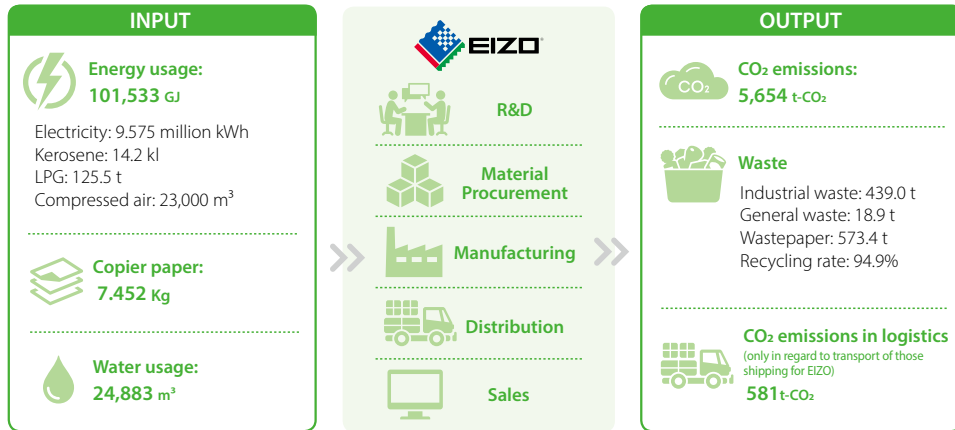 INPUT
Energy usage:
101,533 GJ
Electricity: 9.575 million kWh
Kerosene: 14.2 kl
LPG: 125.5 t
Compressed air: 23,000 m³
Copier paper:
7.452 Kg
Water usage:
24,883 m³
EIZO
R&D
Material
Procurement
Manufacturing
Distribution
Sales
OUTPUT
CO₂
CO₂ emissions:
5,654 t-CO₂
Waste
Industrial waste: 439.0 t
General waste: 18.9 t
Wastepaper: 573.4 t
Recycling rate: 94.9%
CO₂ emissions in logistics
(only in regard to transport of those
shipping for EIZO)
581t-CO₂